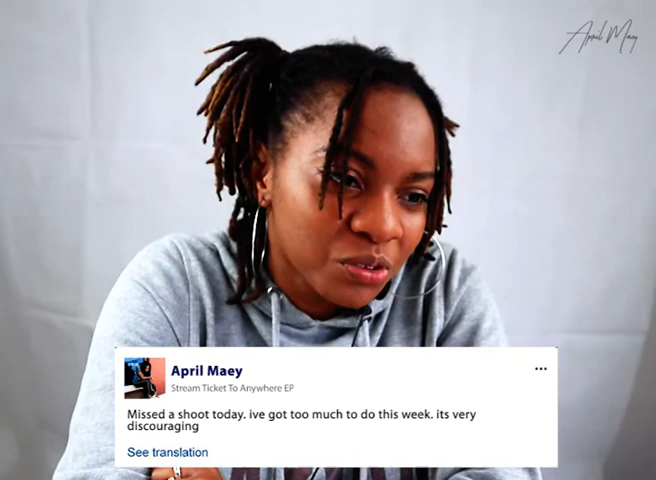 April Maey
April Maey
...
Stream Ticket To Anywhere EP
Missed a shoot today. ive got too much to do this week. its very
discouraging
See translation